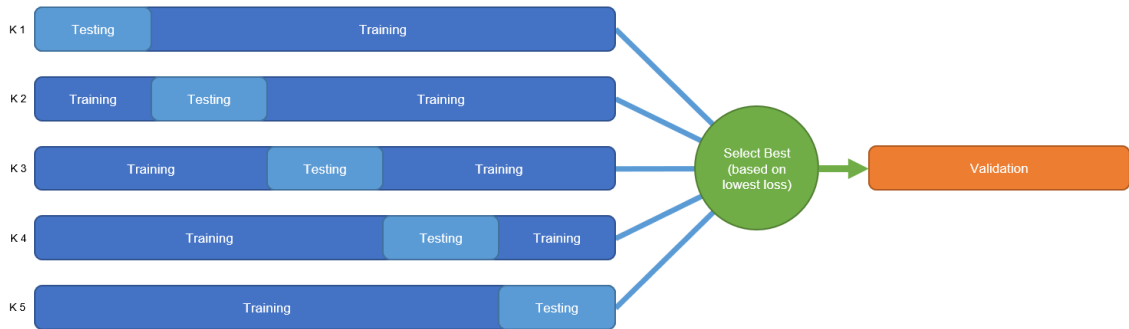 K 1 Testing Training
K 2 Training Testing Training
K 3 Training Testing Training
K 4 Training Testing Training
K 5 Training Testing
Select Best
(based on
lowest loss)
Validation